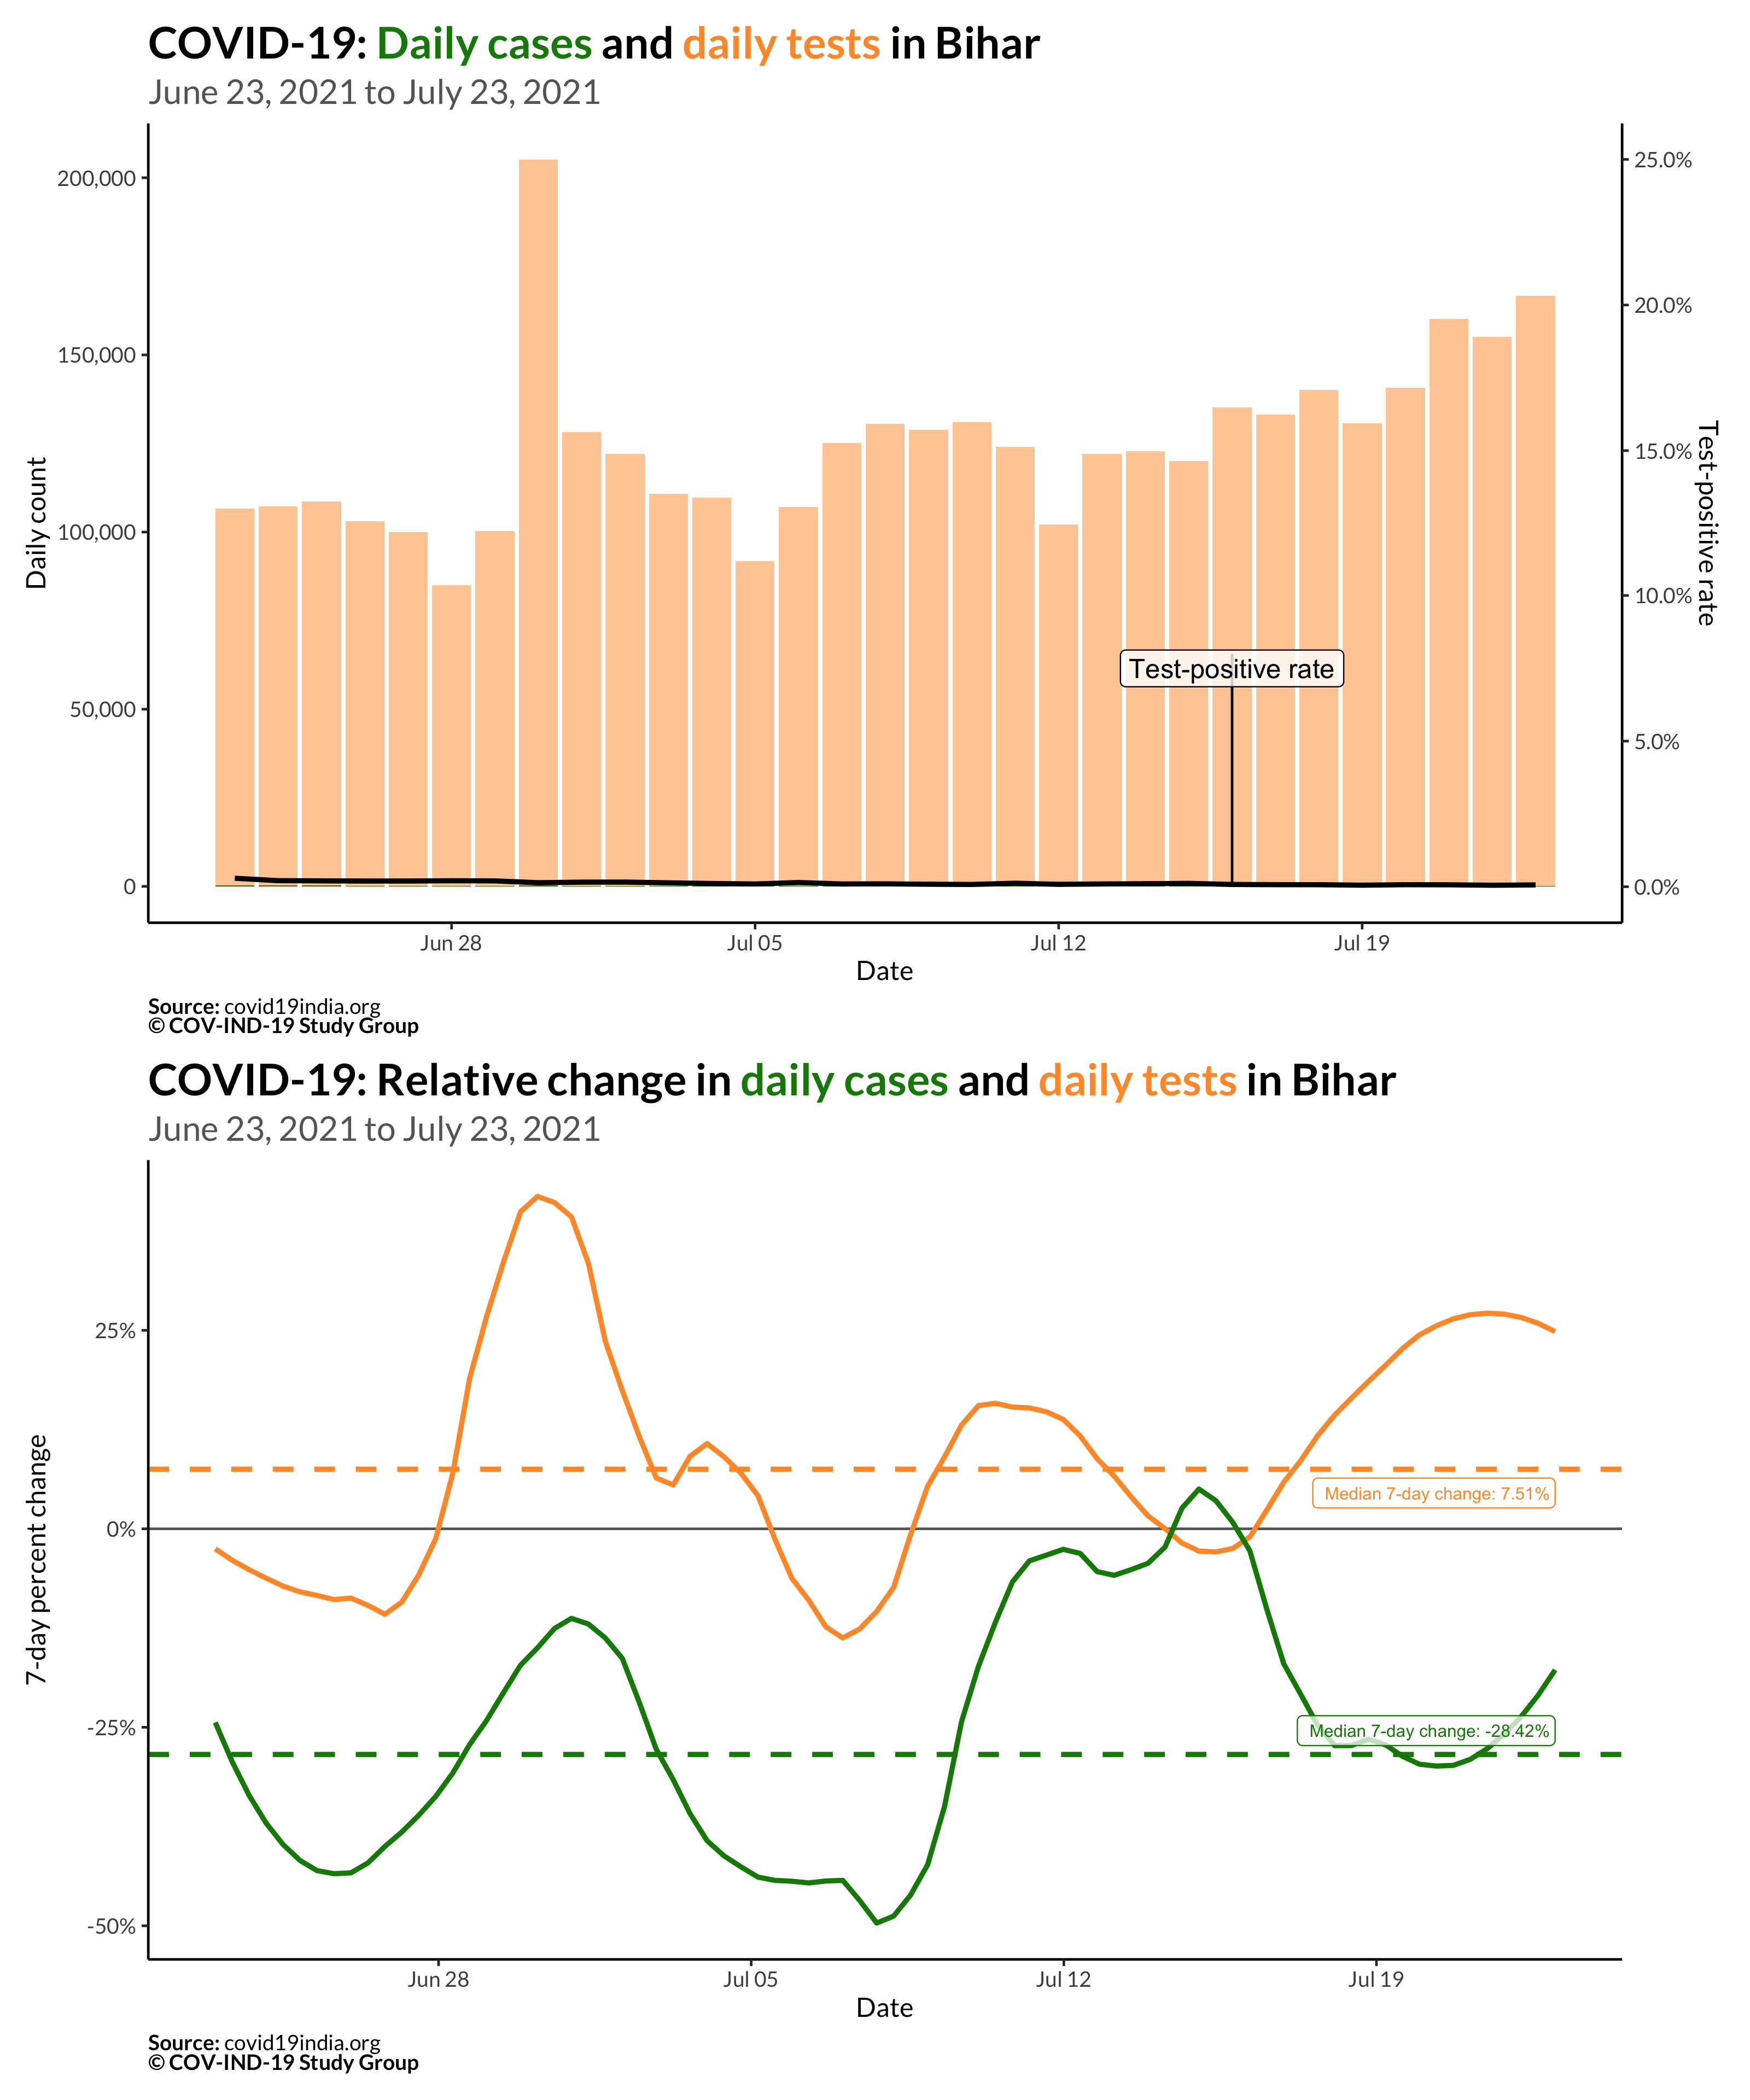 COVID-19: Daily cases and daily tests in Bihar
June 23, 2021 to July 23, 2021
200,000
150,000
100,000
50,000
0
Daily count
25.0%
20.0%
15.0%
10.0%
5.0%
0.0%
Test-positive rate
Test-positive rate
Jun 28
Jul 05
Jul 12
Jul 19
Date
Source: covid19india.org
© COV-IND-19 Study Group
COVID-19: Relative change in daily cases and daily tests in Bihar
June 23, 2021 to July 23, 2021
25%
0%
-25%
-50%
7-day percent change
Median 7-day change: 7.51%
Median 7-day change: -28.42%
Jun 28
Jul 05
Jul 12
Jul 19
Date
Source: covid19india.org
© COV-IND-19 Study Group